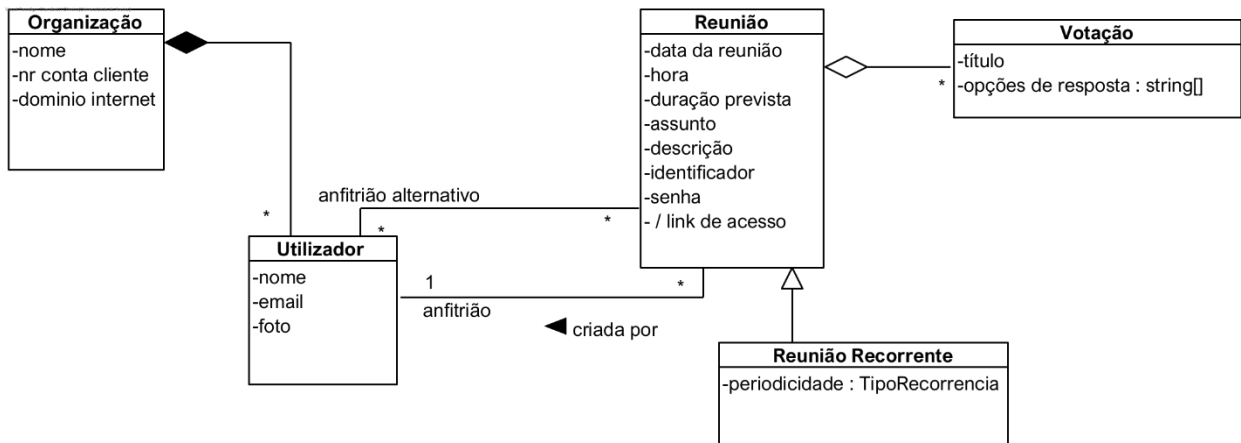 Organização
-nome
-nr conta cliente
-dominio internet
Reunião
-data da reunião
-hora
-duração prevista
-assunto
-descrição
-identificador
-senha
- / link de acesso
Votação
-título
-opções de resposta : string[]
*
anfitrião alternativo
*
*
*
Utilizador
-nome
-email
-foto
1
anfitrião
*
◄ criada por
Reunião Recorrente
-periodicidade : TipoRecorrencia